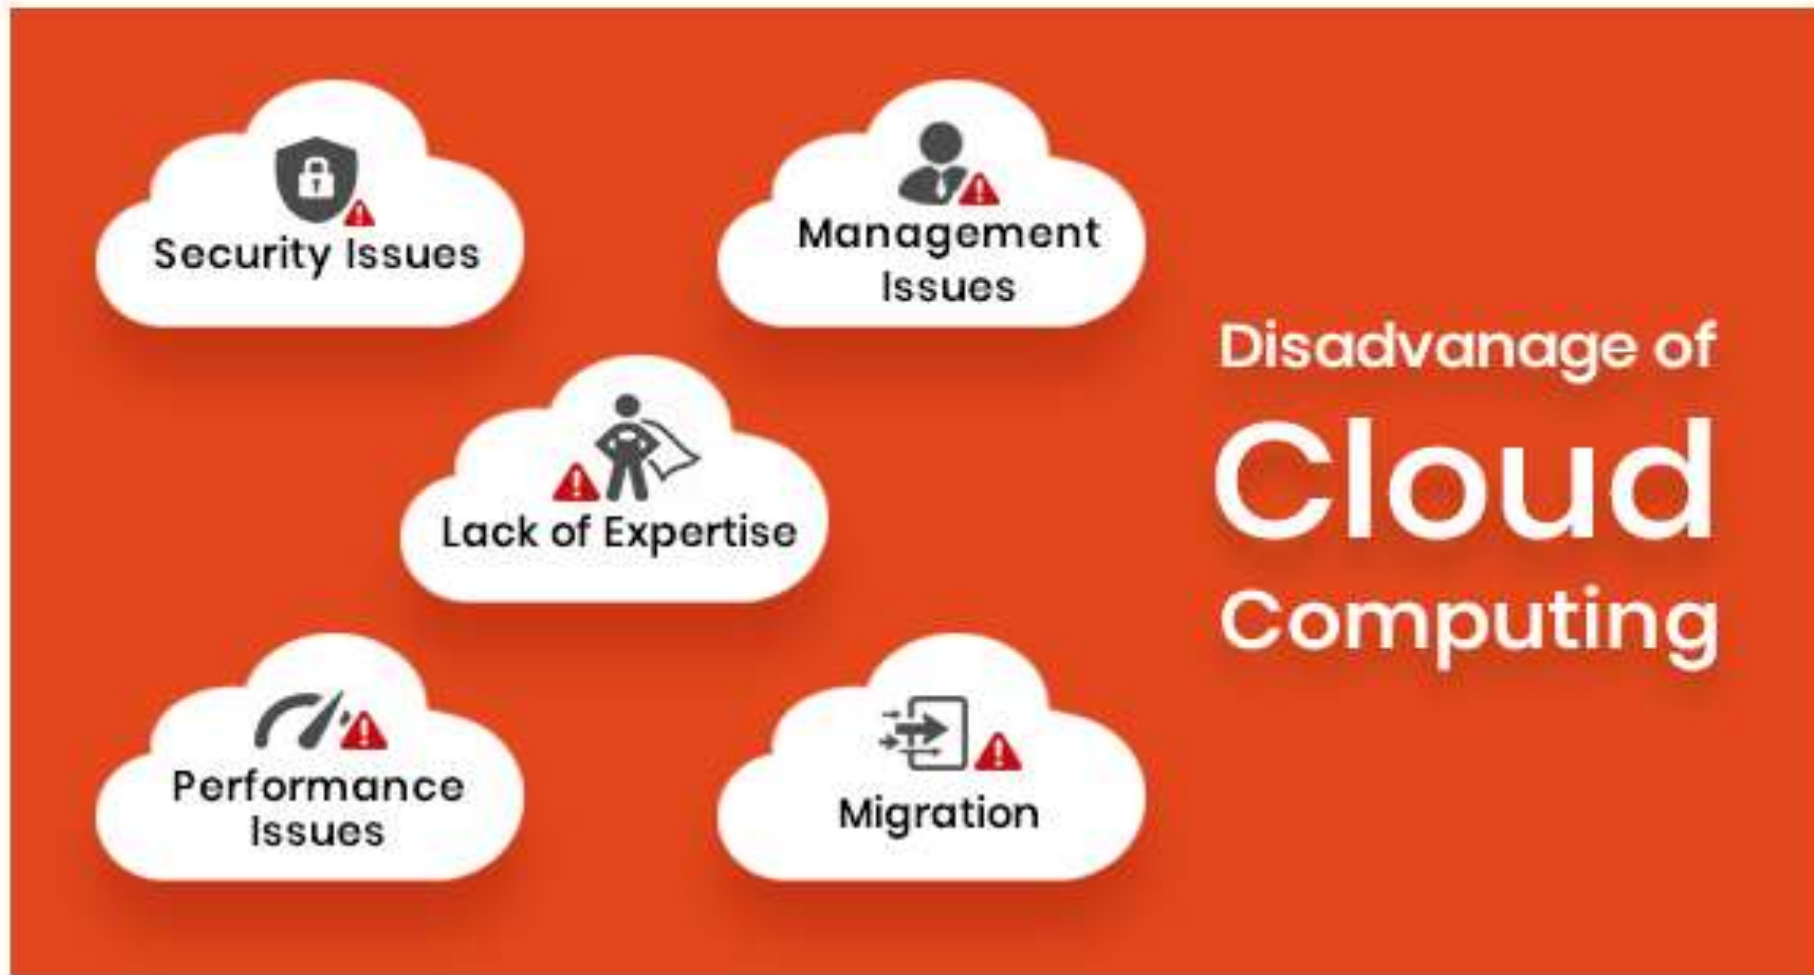 Security Issues
Management
Issues
Lack of Expertise
Performance
Issues
Migration
Disadvanage of
Cloud
Computing